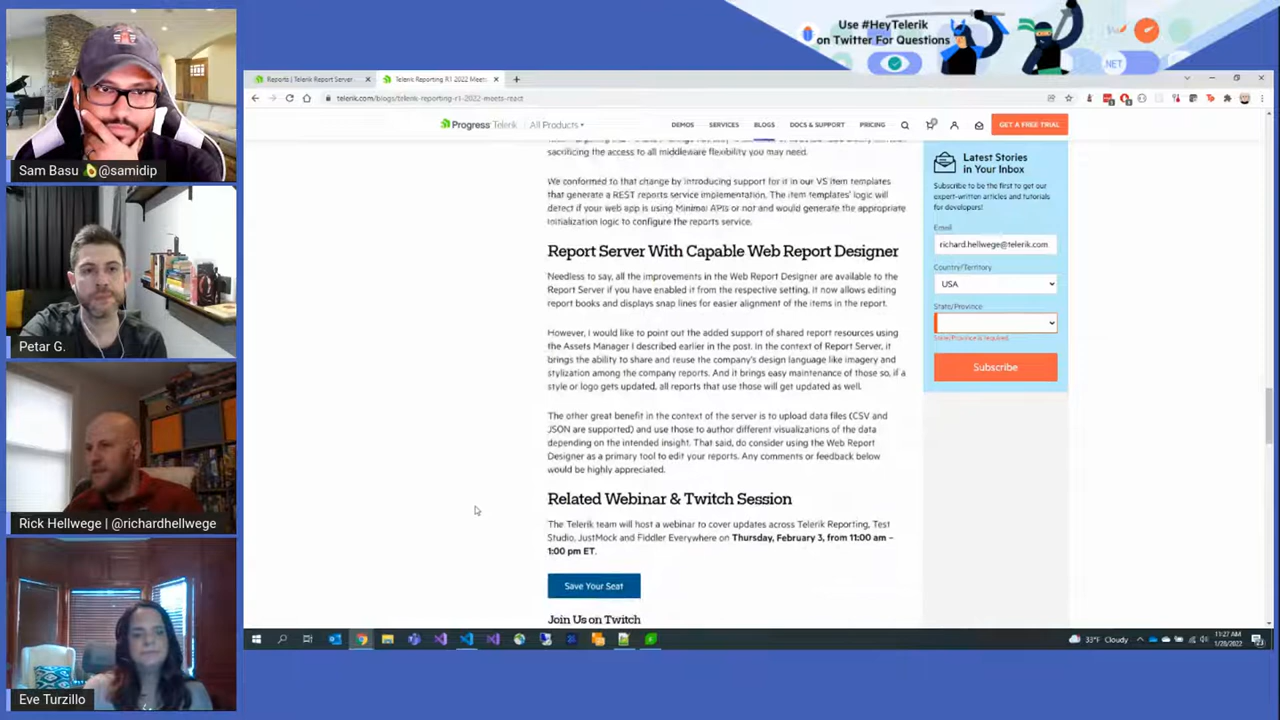 Use #HeyTelerik
on Twitter For Questions
NET
Sam Basu 🥑@samidip
Petar G.
Rick Hellwege | @richardhellwege
Eve Turzillo
Reports | Telerik Report Server
Telerik Reporting R1 2022 Meets
telerik.com/blogs/telerik-reporting-r1-2022-meets-react
Progress Telerik All Products
DEMOS SERVICES BLOGS DOCS & SUPPORT PRICING GET A FREE TRIAL
sacrificing the access to all middleware flexibility you may need.
We conformed to that change by introducing support for it in our VS item templates
that generate a REST reports service implementation. The item templates' logic will
detect if your web app is using Minimal APIs or not and would generate the appropriate
initialization logic to configure the reports service.
Report Server With Capable Web Report Designer
Needless to say, all the improvements in the Web Report Designer are available to the
Report Server if you have enabled it from the respective setting, it now allows editing
report books and displays snap lines for easier alignment of the items in the report.
However, I would like to point out the added support of shared report resources using
the Assets Manager I described earlier in the post. In the context of Report Server, it
brings the ability to share and reuse the company's design language like imagery and
stylization among the company reports. And it brings easy maintenance of those so, if a
style or logo gets updated, all reports that use those will get updated as well.
The other great benefit in the context of the server is to upload data files (CSV and
JSON are supported) and use those to author different visualizations of the data
depending on the intended insight. That said, do consider using the Web Report
Designer as a primary tool to edit your reports. Any comments or feedback below
would be highly appreciated.
Related Webinar & Twitch Session
The Telerik team will host a webinar to cover updates across Telerik Reporting, Test
Studio, JustMock and Fiddler Everywhere on Thursday, February 3, from 11:00 am –
1:00 pm ET.
Save Your Seat
Join Us on Twitch
Latest Stories
in Your Inbox
Subscribe to be the first to get our
expert-written articles and tutorials
for developers!
Email
richard.hellwege@telerik.com
Country/Territory
USA
State/Province
State/Province is required
Subscribe
33°F Cloudy
11:27 AM
1/28/2022